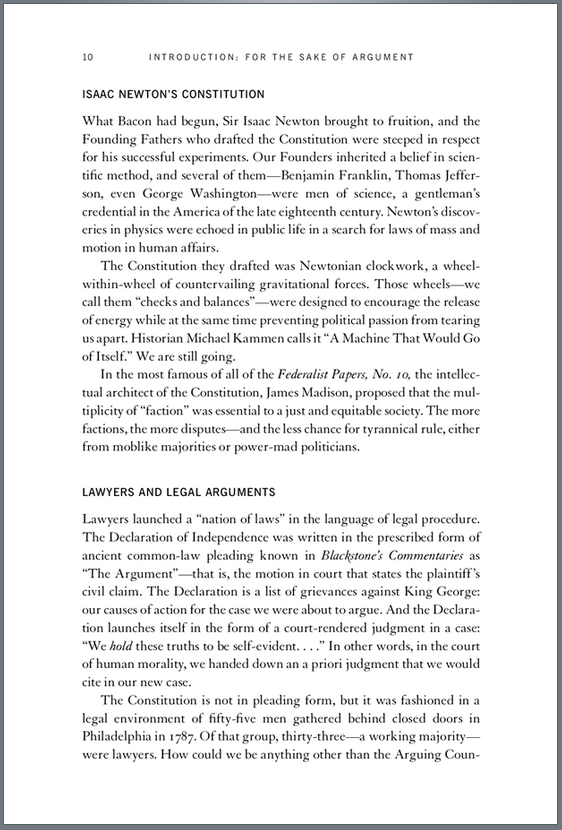 10 INTRODUCTION: FOR THE SAKE OF ARGUMENT
ISAAC NEWTON'S CONSTITUTION
What Bacon had begun, Sir Isaac Newton brought to fruition, and the
Founding Fathers who drafted the Constitution were steeped in respect
for his successful experiments. Our Founders inherited a belief in scien-
tific method, and several of them—Benjamin Franklin, Thomas Jeffer-
son, even George Washington—were men of science, a gentleman's
credential in the America of the late eighteenth century. Newton's discov-
eries in physics were echoed in public life in a search for laws of mass and
motion in human affairs.
The Constitution they drafted was Newtonian clockwork, a wheel-
within-wheel of countervailing gravitational forces. Those wheels—we
call them “checks and balances”—were designed to encourage the release
of energy while at the same time preventing political passion from tearing
us apart. Historian Michael Kammen calls it “A Machine That Would Go
of Itself.” We are still going.
In the most famous of all of the Federalist Papers, No. 10, the intellec-
tual architect of the Constitution, James Madison, proposed that the mul-
tiplicity of “faction” was essential to a just and equitable society. The more
factions, the more disputes—and the less chance for tyrannical rule, either
from moblike majorities or power-mad politicians.
LAWYERS AND LEGAL ARGUMENTS
Lawyers launched a “nation of laws” in the language of legal procedure.
The Declaration of Independence was written in the prescribed form of
ancient common-law pleading known in Blackstone's Commentaries as
“The Argument”—that is, the motion in court that states the plaintiff's
civil claim. The Declaration is a list of grievances against King George:
our causes of action for the case we were about to argue. And the Declara-
tion launches itself in the form of a court-rendered judgment in a case:
“We hold these truths to be self-evident. . . .” In other words, in the court
of human morality, we handed down an a priori judgment that we would
cite in our new case.
The Constitution is not in pleading form, but it was fashioned in a
legal environment of fifty-five men gathered behind closed doors in
Philadelphia in 1787. Of that group, thirty-three—a working majority—
were lawyers. How could we be anything other than the Arguing Coun-